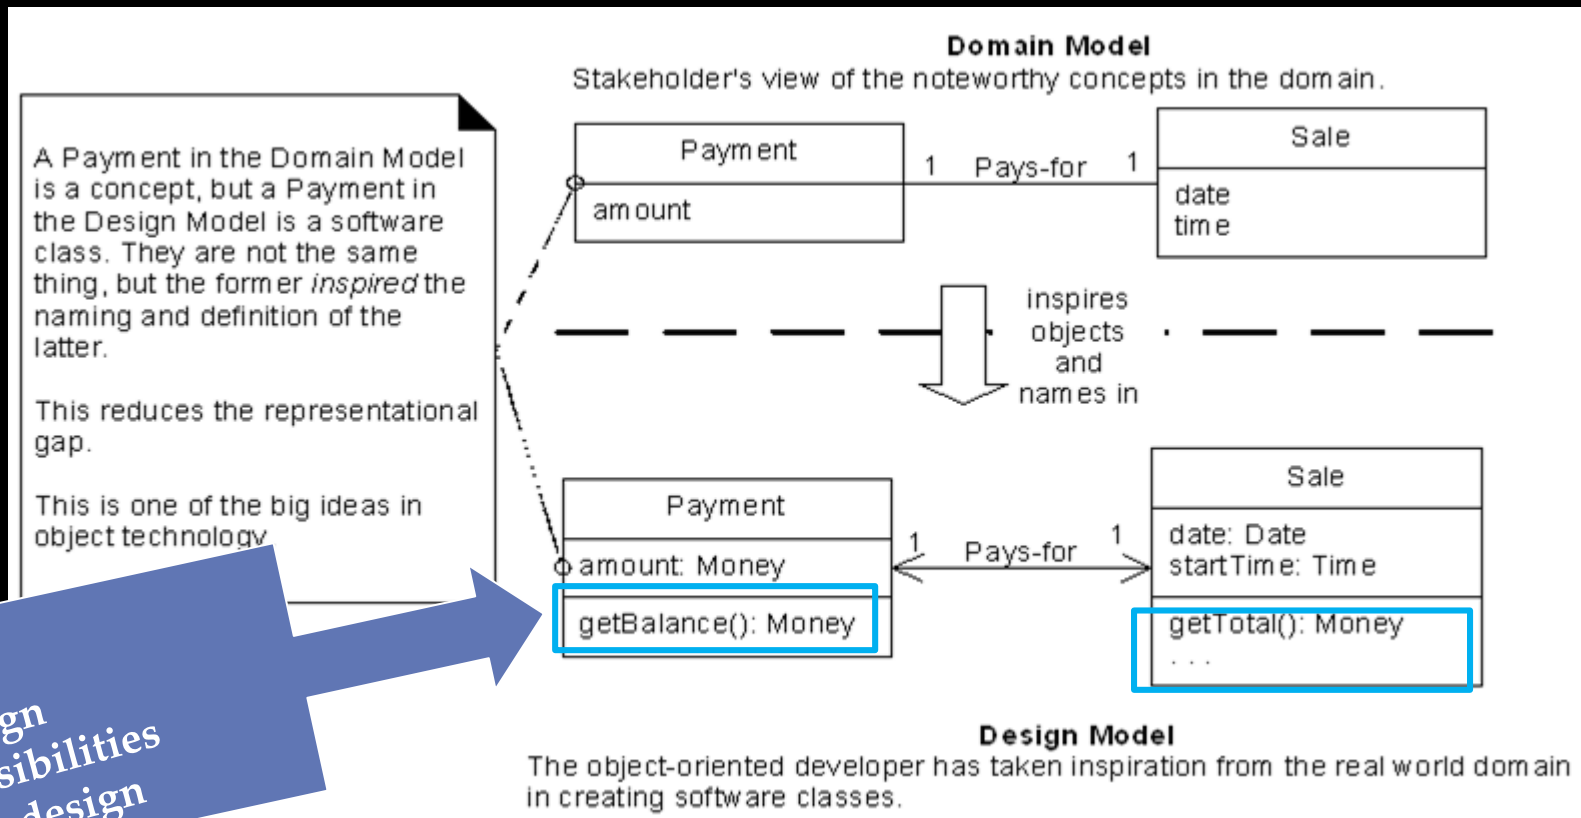 Domain Model
Stakeholder's view of the noteworthy concepts in the domain.
A Payment in the Domain Model
is a concept, but a Payment in
the Design Model is a software
class. They are not the same
thing, but the former inspired the
naming and definition of the
latter.
This reduces the representational
gap.
This is one of the big ideas in
object technology
Payment
amount
1 Pays-for 1
Sale
date
time
inspires
objects
and
names in
Payment
amount: Money
getBalance(): Money
1 Pays-for 1
Sale
date: Date
startTime: Time
getTotal(): Money
. . .
design
Design Model
The object-oriented developer has taken inspiration from the real world domain
in creating software classes.